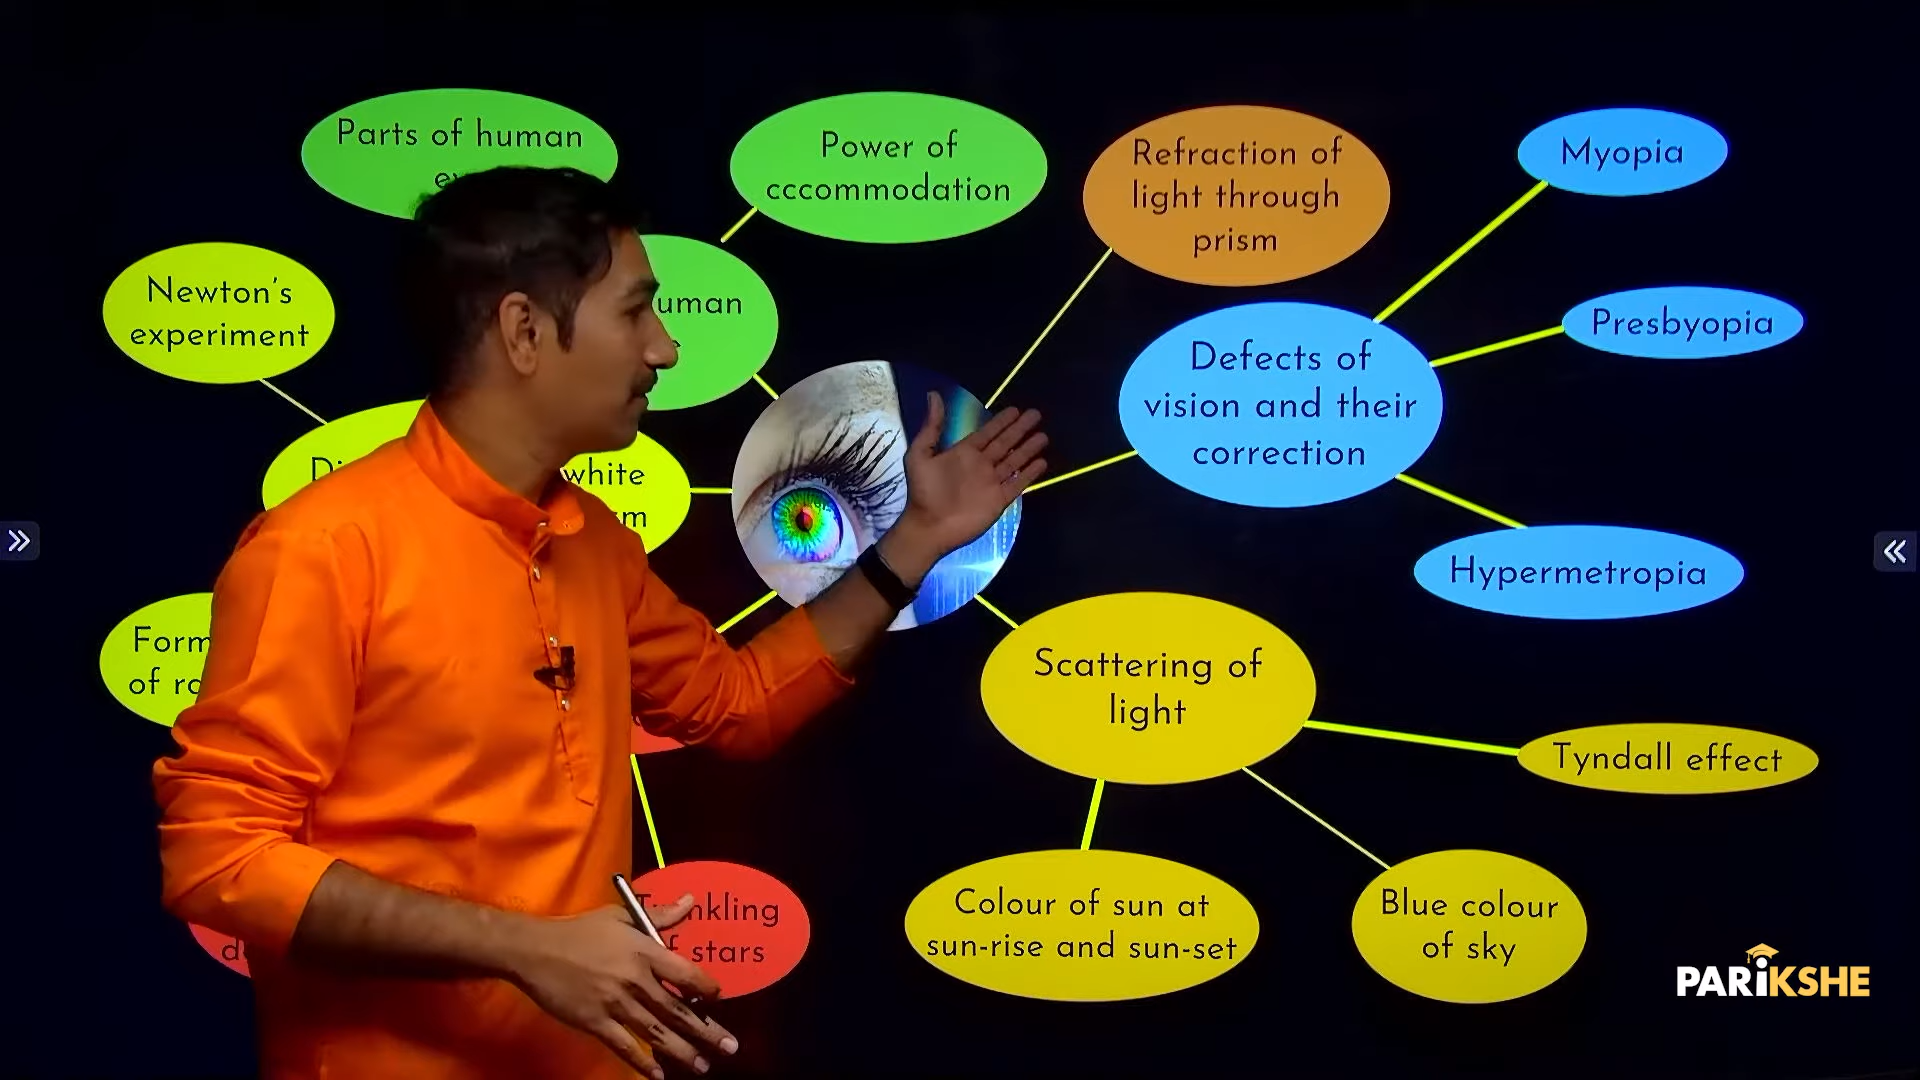 Parts of human
Power of
cccommodation
Refraction of
light through
prism
Myopia
Newton's
experiment
uman
Presbyopia
Defects of
vision and their
correction
white
Hypermetropia
Form
of
Scattering of
light
Tyndall effect
stars
Colour of sun at
sun-rise and sun-set
Blue colour
of sky
PARiKSHE